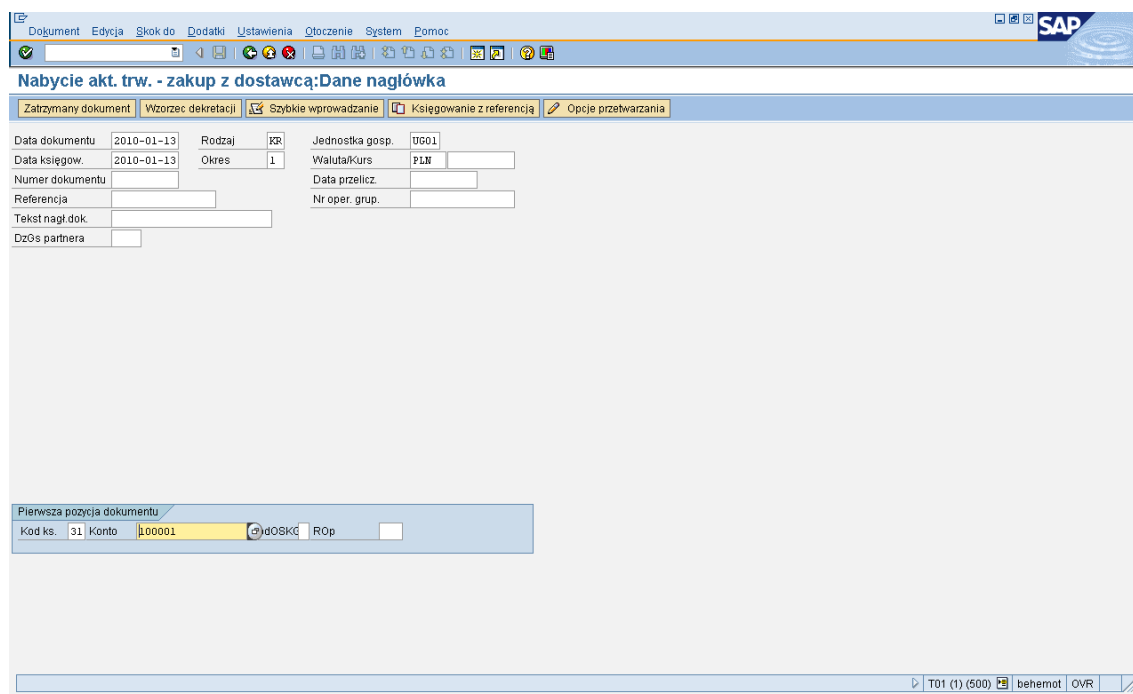 Dokument Edycja Skok do Dodatki Ustawienia Otoczenie System Pomoc
SAP
Nabycie akt. trw. - zakup z dostawcą:Dane nagłówka
Zatrzymany dokument Wzorzec dekretacji Szybkie wprowadzanie Księgowanie z referencją Opcje przetwarzania
Data dokumentu 2010-01-13 Rodzaj KR Jednostka gosp. UG01
Data księgow. 2010-01-13 Okres 1 Waluta/Kurs PLN
Numer dokumentu Data przelicz.
Referencja Nr oper. grup.
Tekst nagł.dok.
DzGs partnera
Pierwsza pozycja dokumentu
Kod ks. 31 Konto 100001 dOSKG ROp
T01 (1) (500) behemot OVR